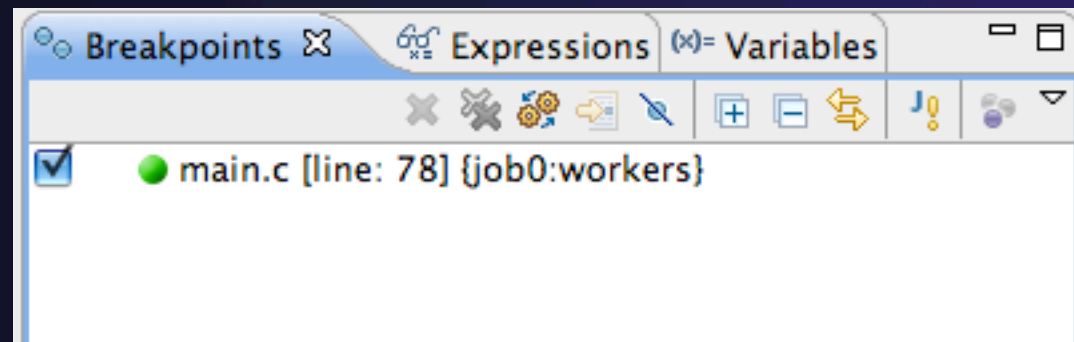 Breakpoints Expressions (x)= Variables
main.c [line: 78] {job0:workers}